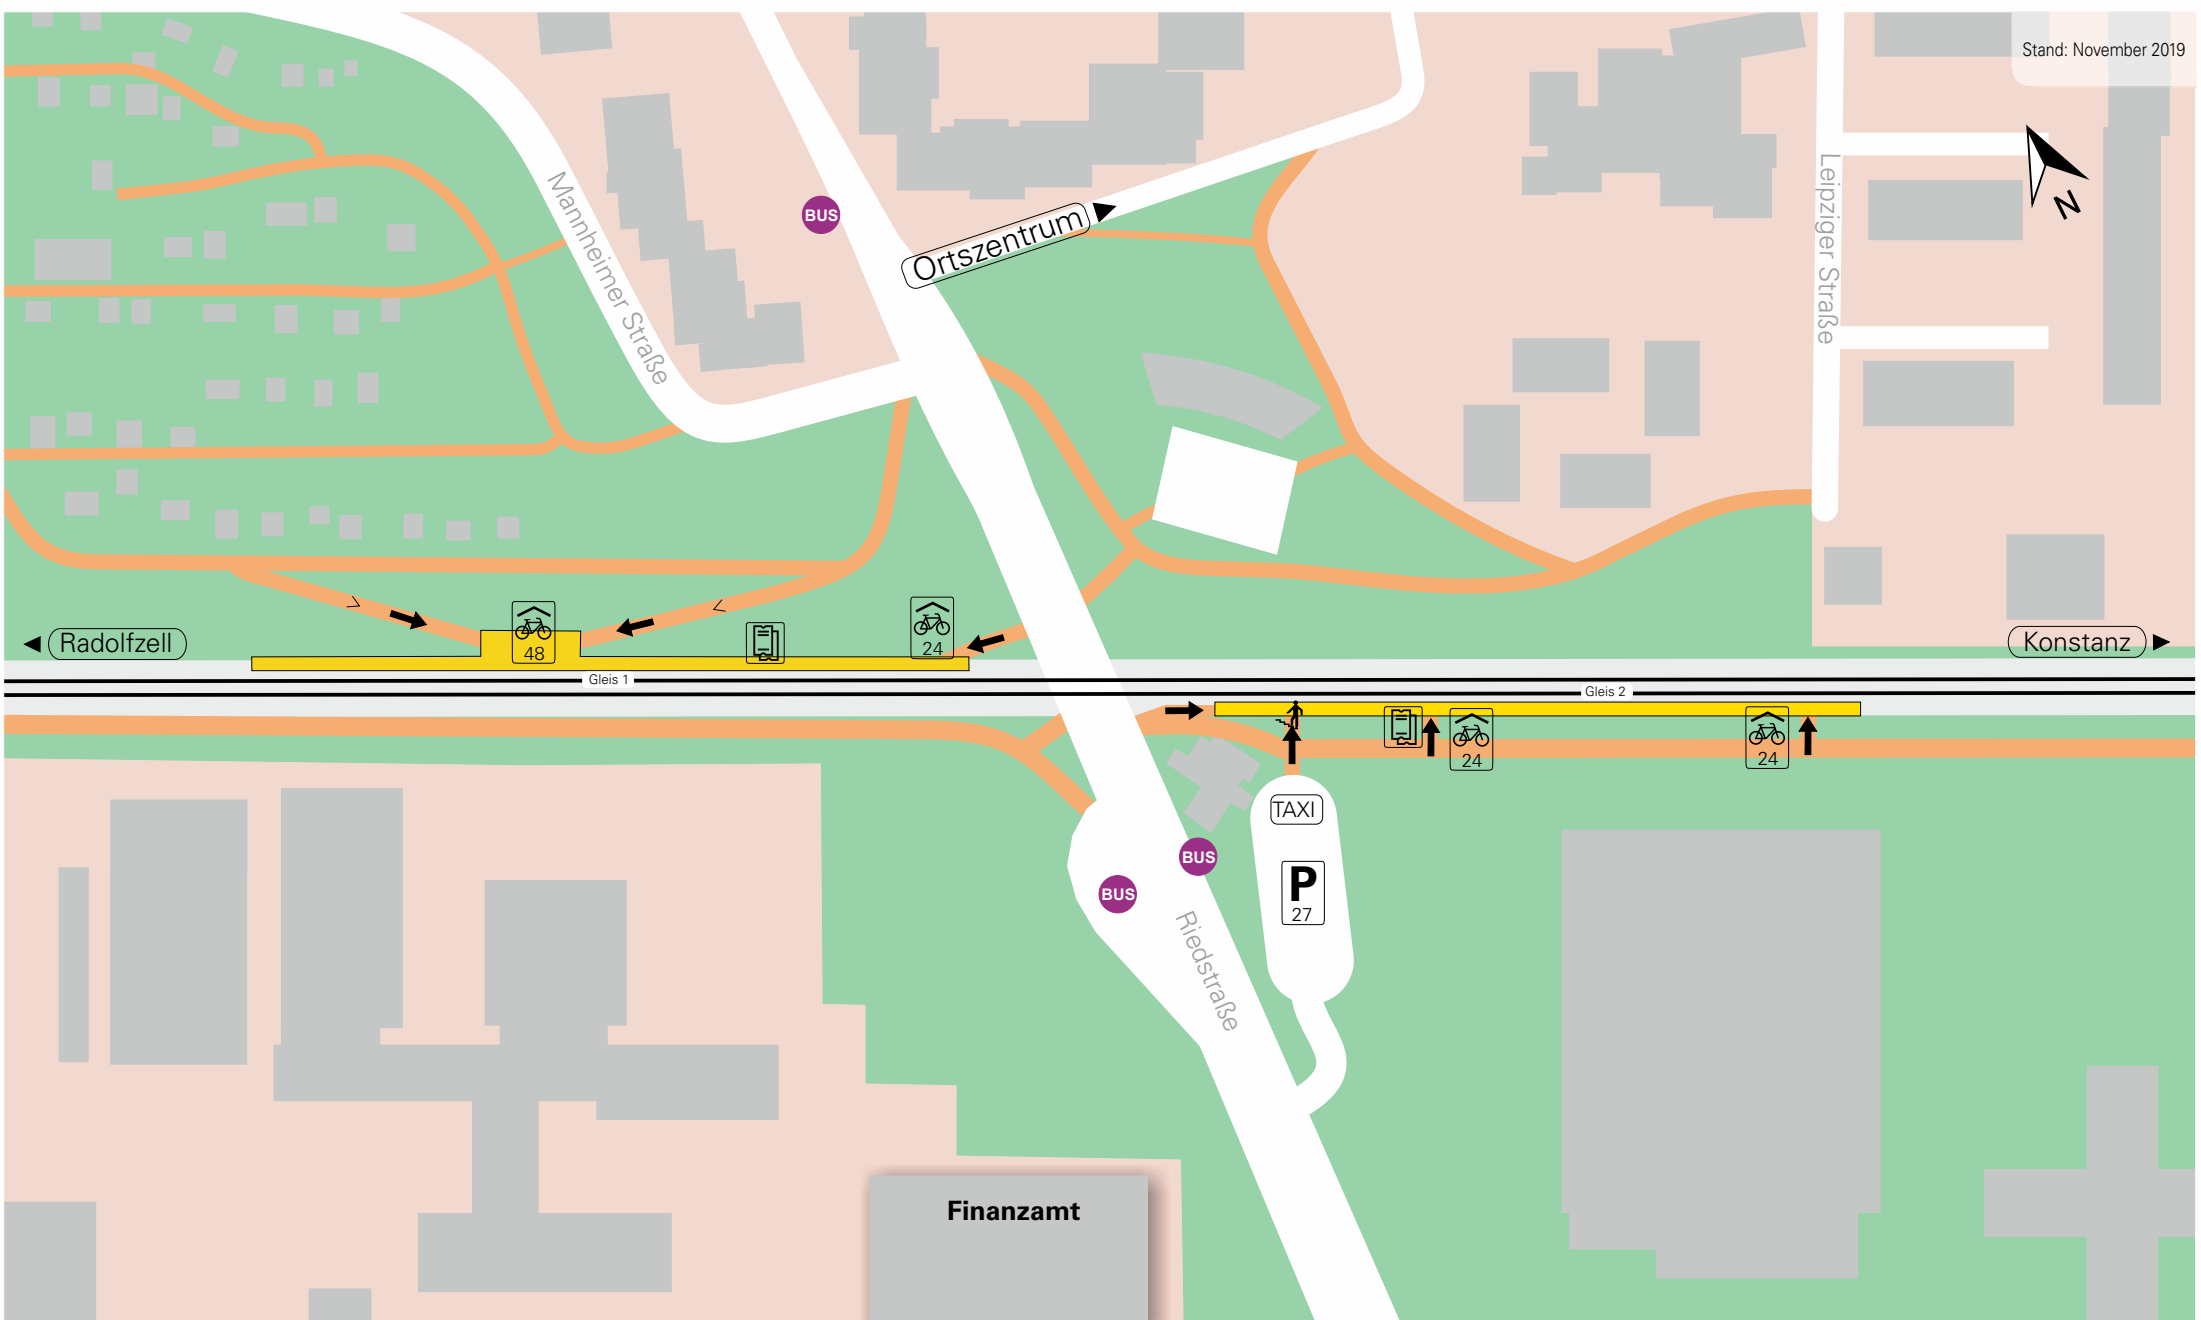 Stand: November 2019
N
Mannheimer Straße
BUS
Ortszentrum
Leipziger Straße
Radolfzell
48
24
Konstanz
Gleis 1
Gleis 2
24
24
TAXI
P
27
BUS
BUS
Riedstraße
Finanzamt